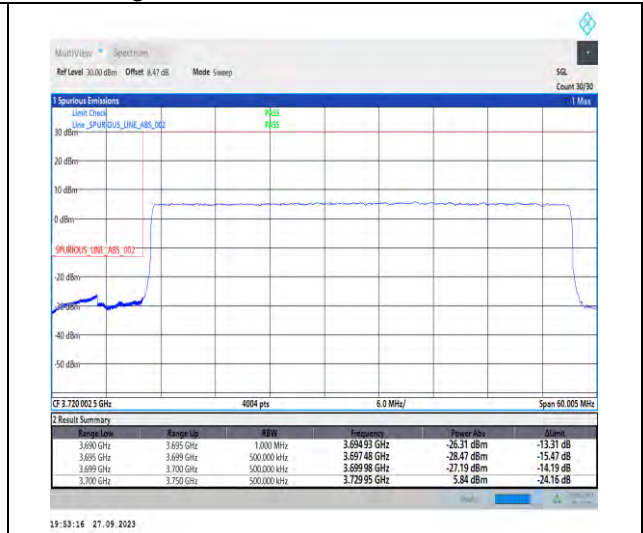 MultiView Spectrum
Ref Level 30.00 dBm Offset 8.47 dB Mode Sweep SGL
Count 30/30
1 Spurious Emissions 1 Max
Limit Check PASS
Line _SPURIOUS_LINE_ABS_002 PASS
30 dBm
20 dBm
10 dBm
0 dBm
_SPURIOUS_LINE_ABS_002
-20 dBm
-30 dBm
-40 dBm
-50 dBm
CF 3.720 002 5 GHz 4004 pts 6.0 MHz/ Span 60.005 MHz
2 Result Summary
Range Low Range Up RBW Frequency Power Abs ΔLimit
3.690 GHz 3.695 GHz 1.000 MHz 3.694 93 GHz -26.31 dBm -13.31 dB
3.695 GHz 3.699 GHz 500.000 kHz 3.697 48 GHz -28.47 dBm -15.47 dB
3.699 GHz 3.700 GHz 500.000 kHz 3.699 98 GHz -27.19 dBm -14.19 dB
3.700 GHz 3.750 GHz 500.000 kHz 3.729 95 GHz 5.84 dBm -24.16 dB
19:53:16 27.09.2023